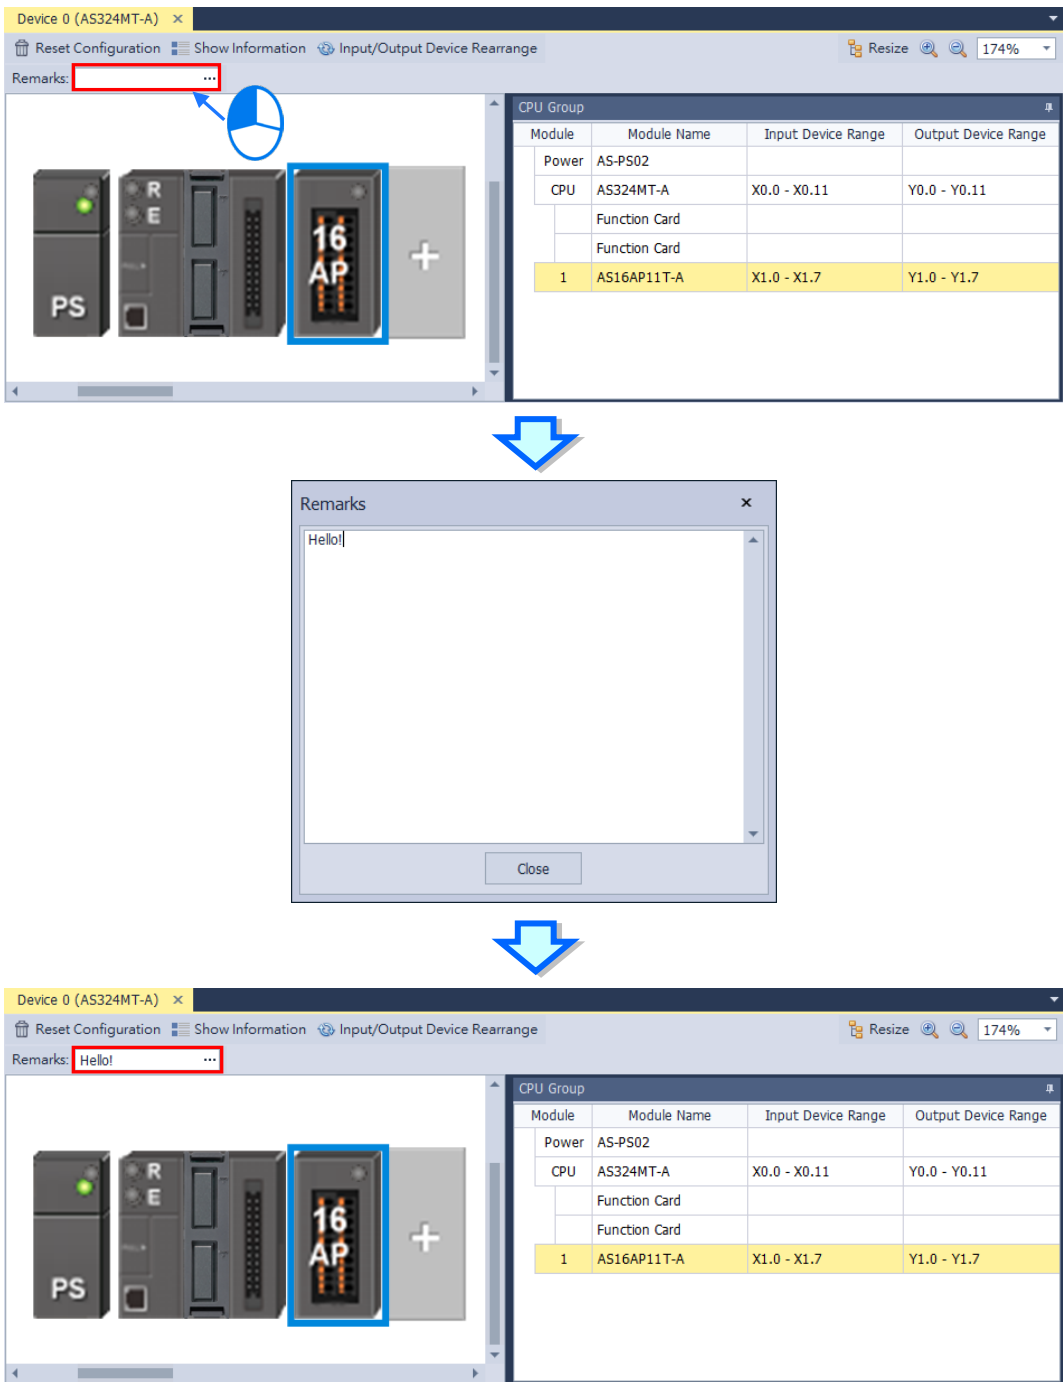 Device 0 (AS324MT-A) ×
Reset Configuration Show Information Input/Output Device Rearrange Resize 174%
Remarks: ...
CPU Group
Module Module Name Input Device Range Output Device Range
Power AS-PS02
CPU AS324MT-A X0.0 - X0.11 Y0.0 - Y0.11
Function Card
Function Card
1 AS16AP11T-A X1.0 - X1.7 Y1.0 - Y1.7
R
E
PS
16
AP
+
Remarks ×
Hello!
Close
Device 0 (AS324MT-A) ×
Reset Configuration Show Information Input/Output Device Rearrange Resize 174%
Remarks: Hello! ...
CPU Group
Module Module Name Input Device Range Output Device Range
Power AS-PS02
CPU AS324MT-A X0.0 - X0.11 Y0.0 - Y0.11
Function Card
Function Card
1 AS16AP11T-A X1.0 - X1.7 Y1.0 - Y1.7
R
E
PS
16
AP
+